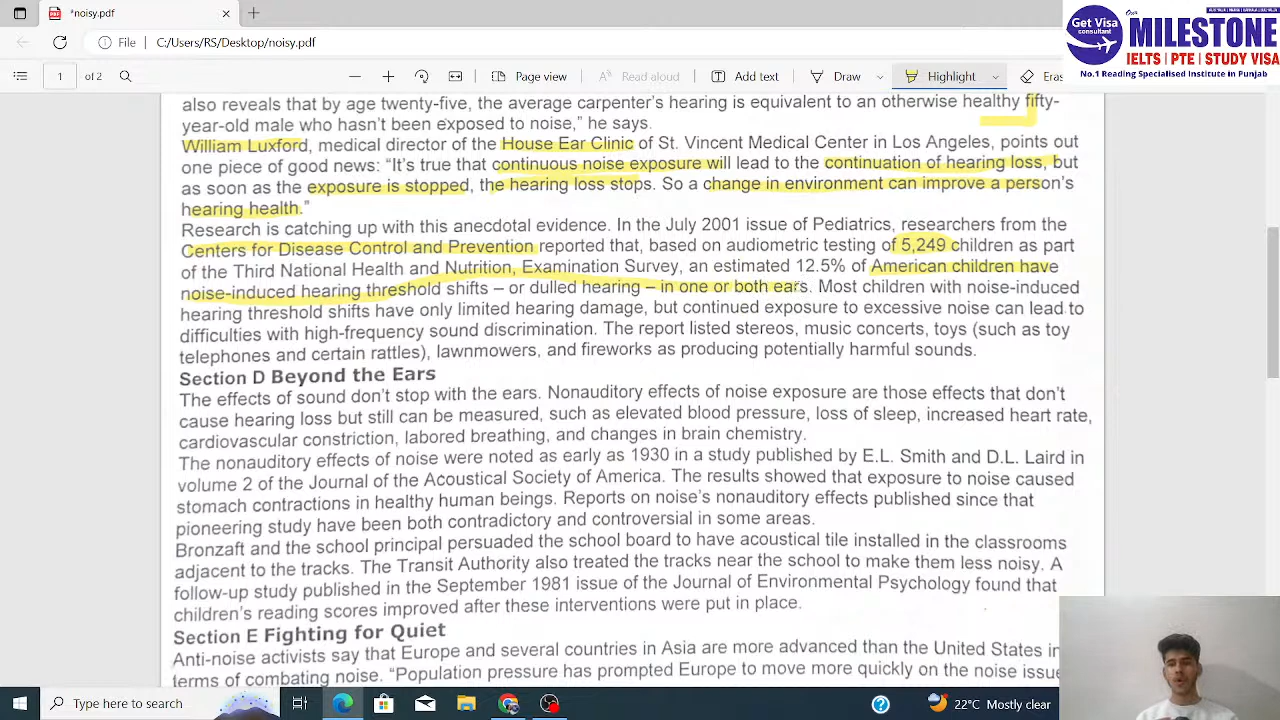 *noisy.pdf
Get Visa
consultant
One
MILESTONE
IELTS | PTE | STUDY VISA
No.1 Reading Specialised Institute in Punjab
File
C:/Users/RS/Desktop/noisy.pdf
1 of 2
Page view
Read aloud
Add text
Draw
Highlight
Eras
also reveals that by age twenty-five, the average carpenter's hearing is equivalent to an otherwise healthy fifty-
year-old male who hasn't been exposed to noise," he says.
William Luxford, medical director of the House Ear Clinic of St. Vincent Medical Center in Los Angeles, points out
one piece of good news: "It's true that continuous noise exposure will lead to the continuation of hearing loss, but
as soon as the exposure is stopped, the hearing loss stops. So a change in environment can improve a person's
hearing health."
Research is catching up with this anecdotal evidence. In the July 2001 issue of Pediatrics, researchers from the
Centers for Disease Control and Prevention reported that, based on audiometric testing of 5,249 children as part
of the Third National Health and Nutrition, Examination Survey, an estimated 12.5% of American children have
noise-induced hearing threshold shifts – or dulled hearing – in one or both ears. Most children with noise-induced
hearing threshold shifts have only limited hearing damage, but continued exposure to excessive noise can lead to
difficulties with high-frequency sound discrimination. The report listed stereos, music concerts, toys (such as toy
telephones and certain rattles), lawnmowers, and fireworks as producing potentially harmful sounds.
Section D Beyond the Ears
The effects of sound don't stop with the ears. Nonauditory effects of noise exposure are those effects that don't
cause hearing loss but still can be measured, such as elevated blood pressure, loss of sleep, increased heart rate,
cardiovascular constriction, labored breathing, and changes in brain chemistry.
The nonauditory effects of noise were noted as early as 1930 in a study published by E.L. Smith and D.L. Laird in
volume 2 of the Journal of the Acoustical Society of America. The results showed that exposure to noise caused
stomach contractions in healthy human beings. Reports on noise's nonauditory effects published since that
pioneering study have been both contradictory and controversial in some areas.
Bronzaft and the school principal persuaded the school board to have acoustical tile installed in the classrooms
adjacent to the tracks. The Transit Authority also treated the tracks near the school to make them less noisy. A
follow-up study published in the September 1981 issue of the Journal of Environmental Psychology found that
children's reading scores improved after these interventions were put in place.
Section E Fighting for Quiet
Anti-noise activists say that Europe and several countries in Asia are more advanced than the United States in
terms of combating noise. "Population pressure has prompted Europe to move more quickly on the noise issue
Type here to search
22°C Mostly clear